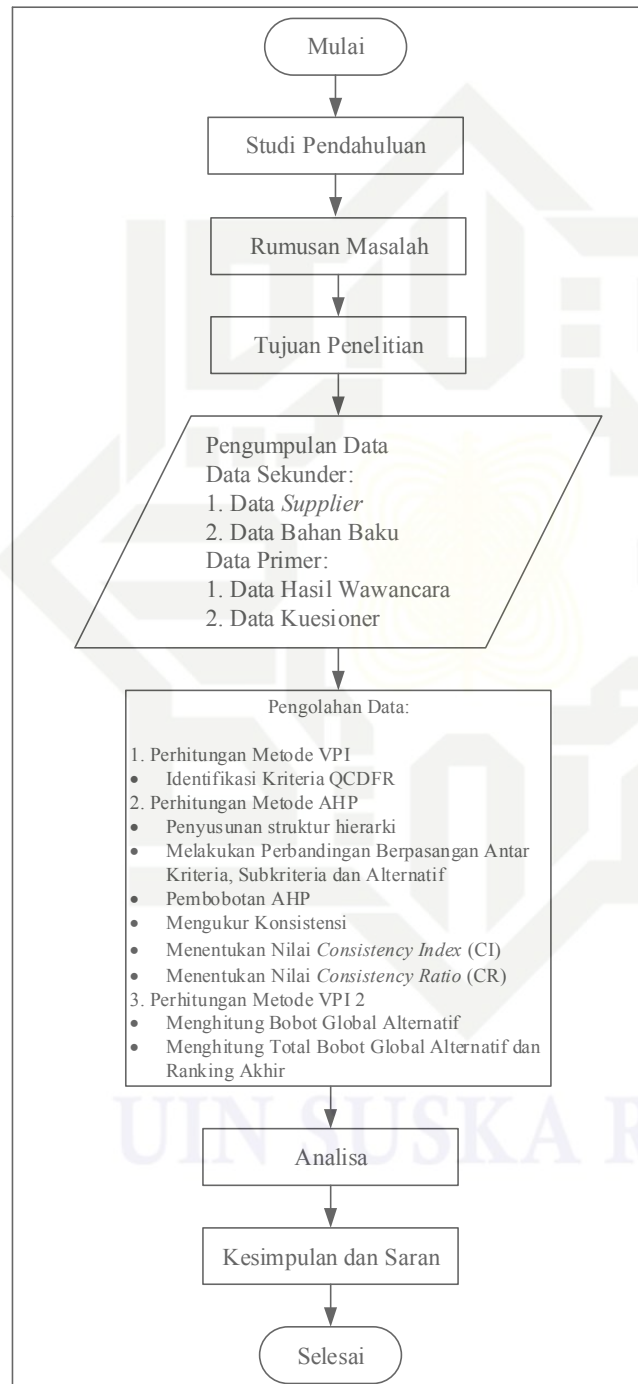 Mulai
Studi Pendahuluan
Rumusan Masalah
Tujuan Penelitian
Pengumpulan Data
Data Sekunder:
1. Data Supplier
2. Data Bahan Baku
Data Primer:
1. Data Hasil Wawancara
2. Data Kuesioner
Pengolahan Data:
1. Perhitungan Metode VPI
• Identifikasi Kriteria QCDFR
2. Perhitungan Metode AHP
• Penyusunan struktur hierarki
• Melakukan Perbandingan Berpasangan Antar
Kriteria, Subkriteria dan Alternatif
• Pembobotan AHP
• Mengukur Konsistensi
• Menentukan Nilai Consistency Index (CI)
• Menentukan Nilai Consistency Ratio (CR)
3. Perhitungan Metode VPI 2
• Menghitung Bobot Global Alternatif
• Menghitung Total Bobot Global Alternatif dan
Ranking Akhir
UIN SUSKA R
Analisa
Kesimpulan dan Saran
Selesai